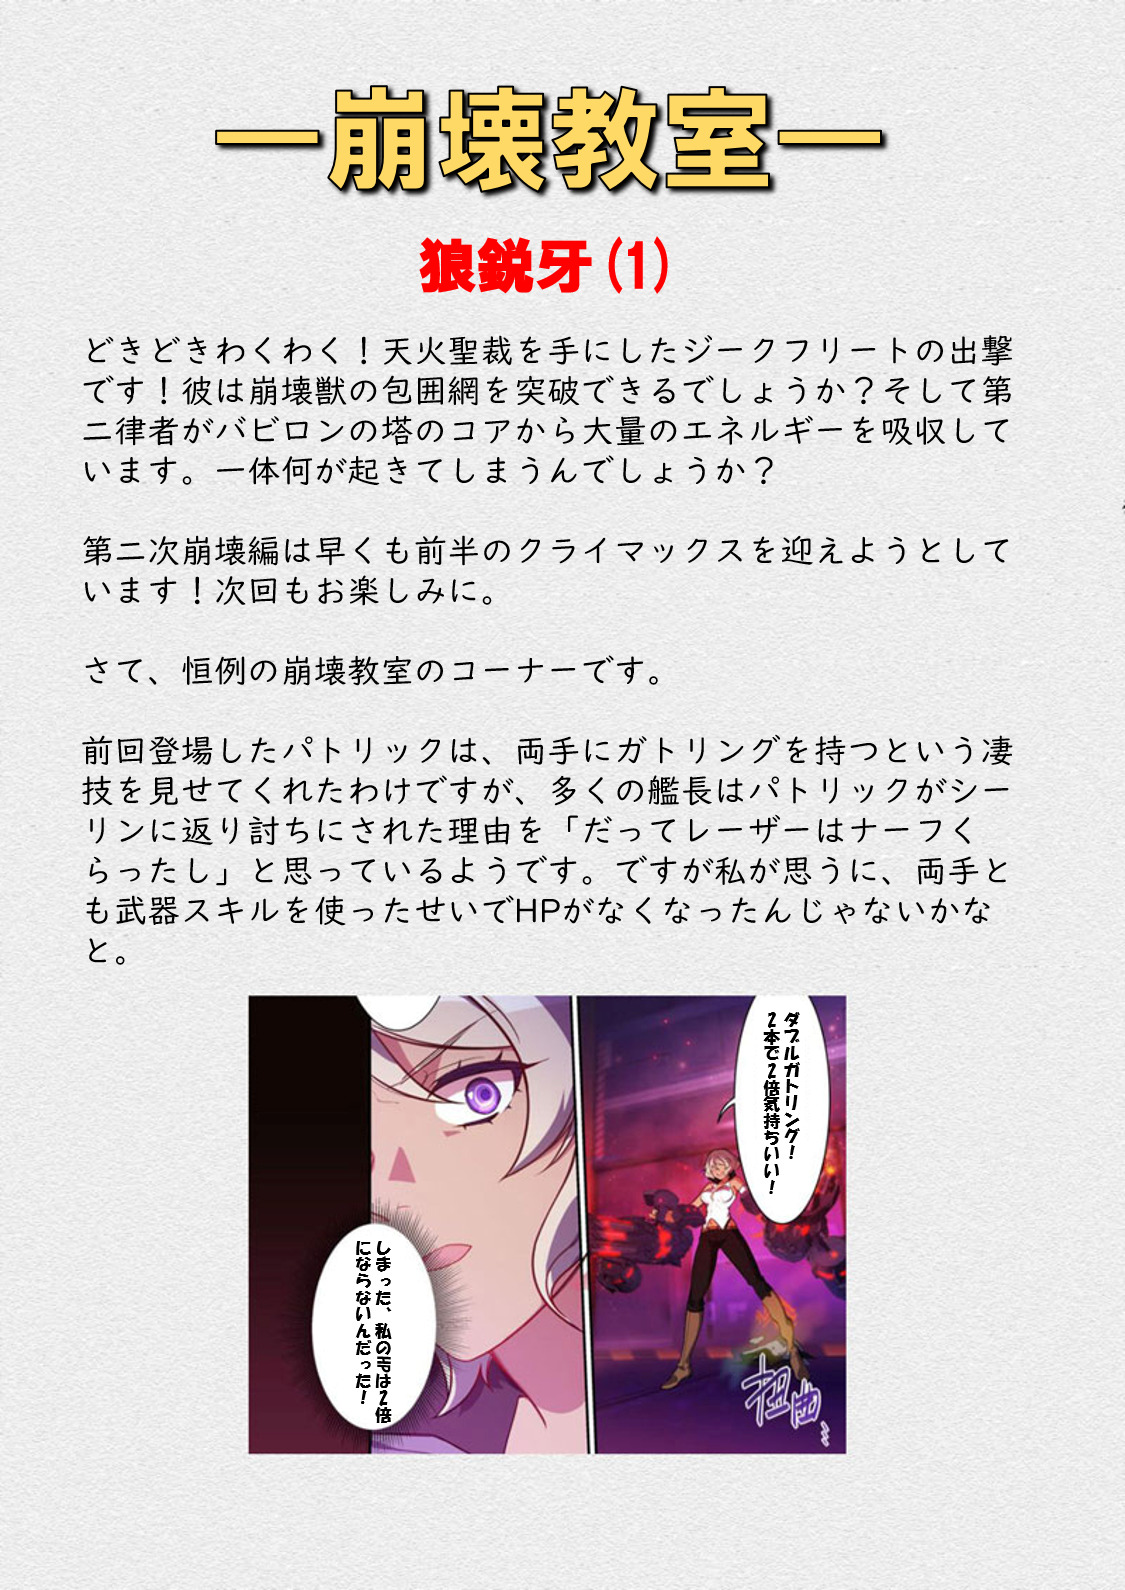 ―崩壊教室―
狼鋭牙(1)
どきどきわくわく！天火聖裁を手にしたジークフリートの出撃
です！彼は崩壊獣の包囲網を突破できるでしょうか？そして第
二律者がバビロンの塔のコアから大量のエネルギーを吸収して
います。一体何が起きてしまうんでしょうか？
第二次崩壊編は早くも前半のクライマックスを迎えようとして
います！次回もお楽しみに。
さて、恒例の崩壊教室のコーナーです。
前回登場したパトリックは、両手にガトリングを持つという凄
技を見せてくれたわけですが、多くの艦長はパトリックがシー
リンに返り討ちにされた理由を「だってレーザーはナーフく
らったし」と思っているようです。ですが私が思うに、両手と
も武器スキルを使ったせいでHPがなくなったんじゃないかな
と。
ダブルガトリング！
2本で2倍気持ちいい！
しまった、私のHPは2倍
にならないんだった！
扭曲